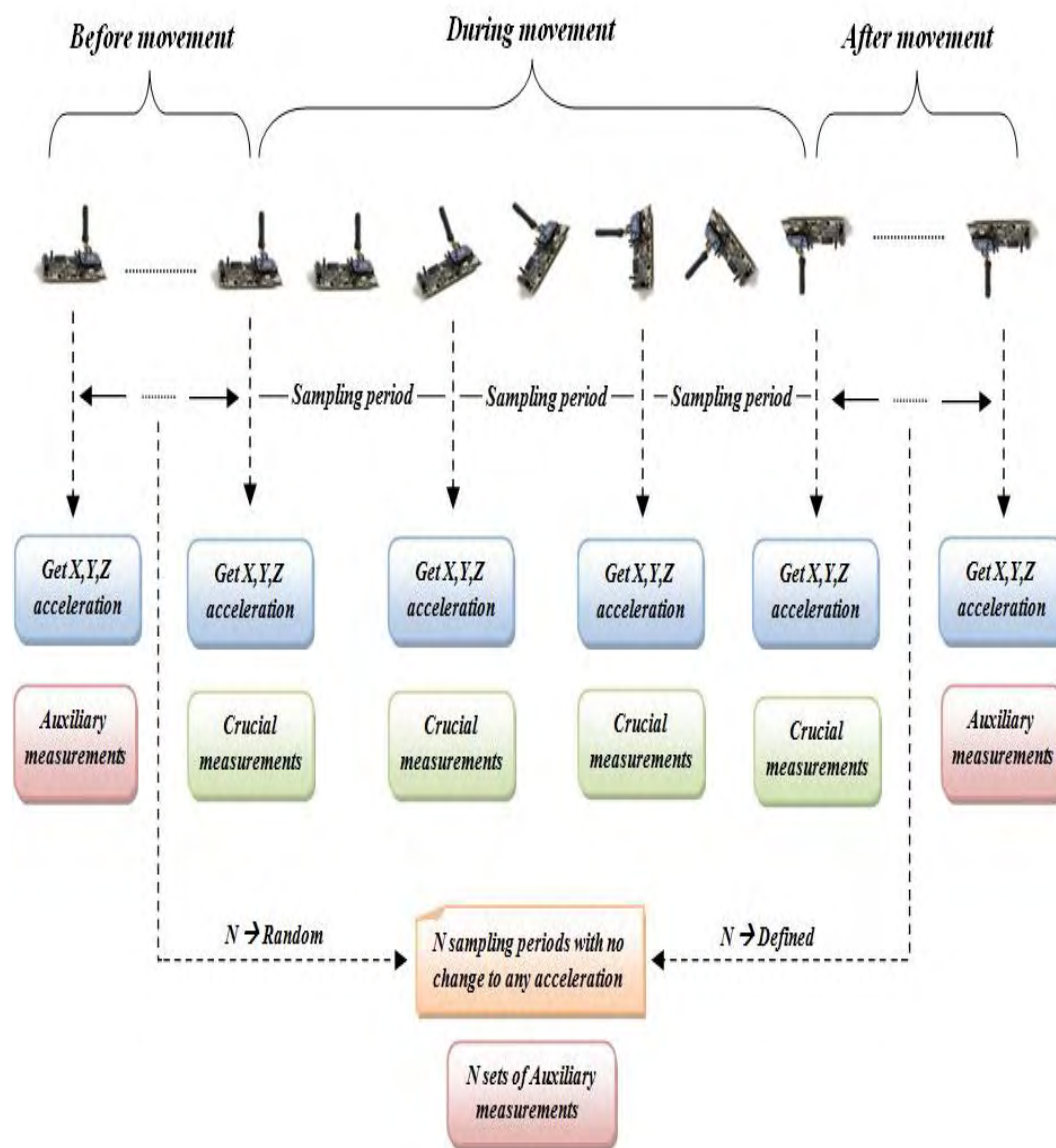 Before movement
During movement
After movement
Sampling period
Sampling period
Sampling period
Get X,Y,Z
acceleration
Get X,Y,Z
acceleration
Get X,Y,Z
acceleration
Get X,Y,Z
acceleration
Get X,Y,Z
acceleration
Get X,Y,Z
acceleration
Auxiliary
measurements
Crucial
measurements
Crucial
measurements
Crucial
measurements
Crucial
measurements
Auxiliary
measurements
N → Random
N sampling periods with no
change to any acceleration
N → Defined
N sets of Auxiliary
measurements